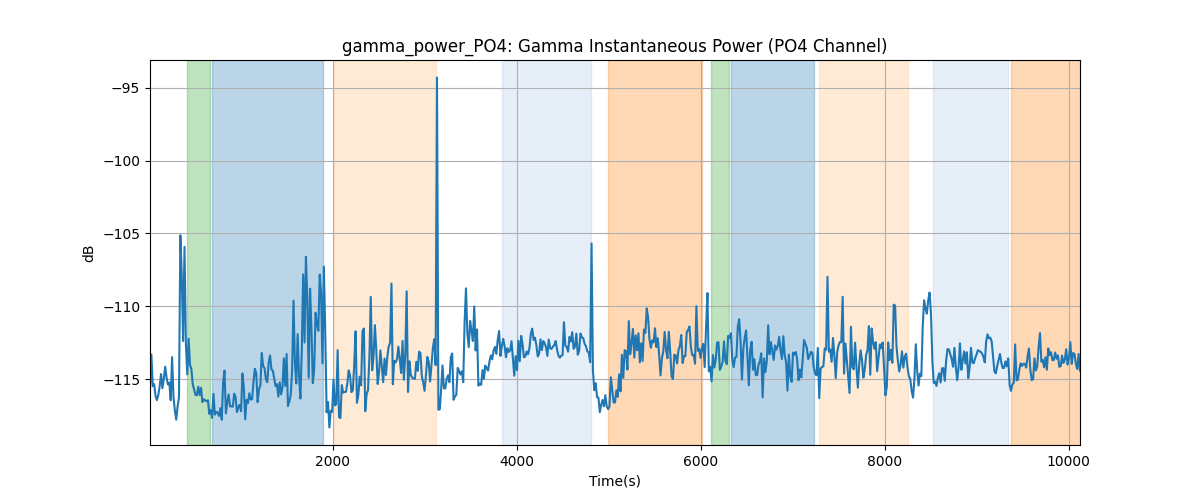 gamma_power_PO4: Gamma Instantaneous Power (PO4 Channel)
−95
−100
−105
−110
−115
dB
2000 4000 6000 8000 10000
Time(s)